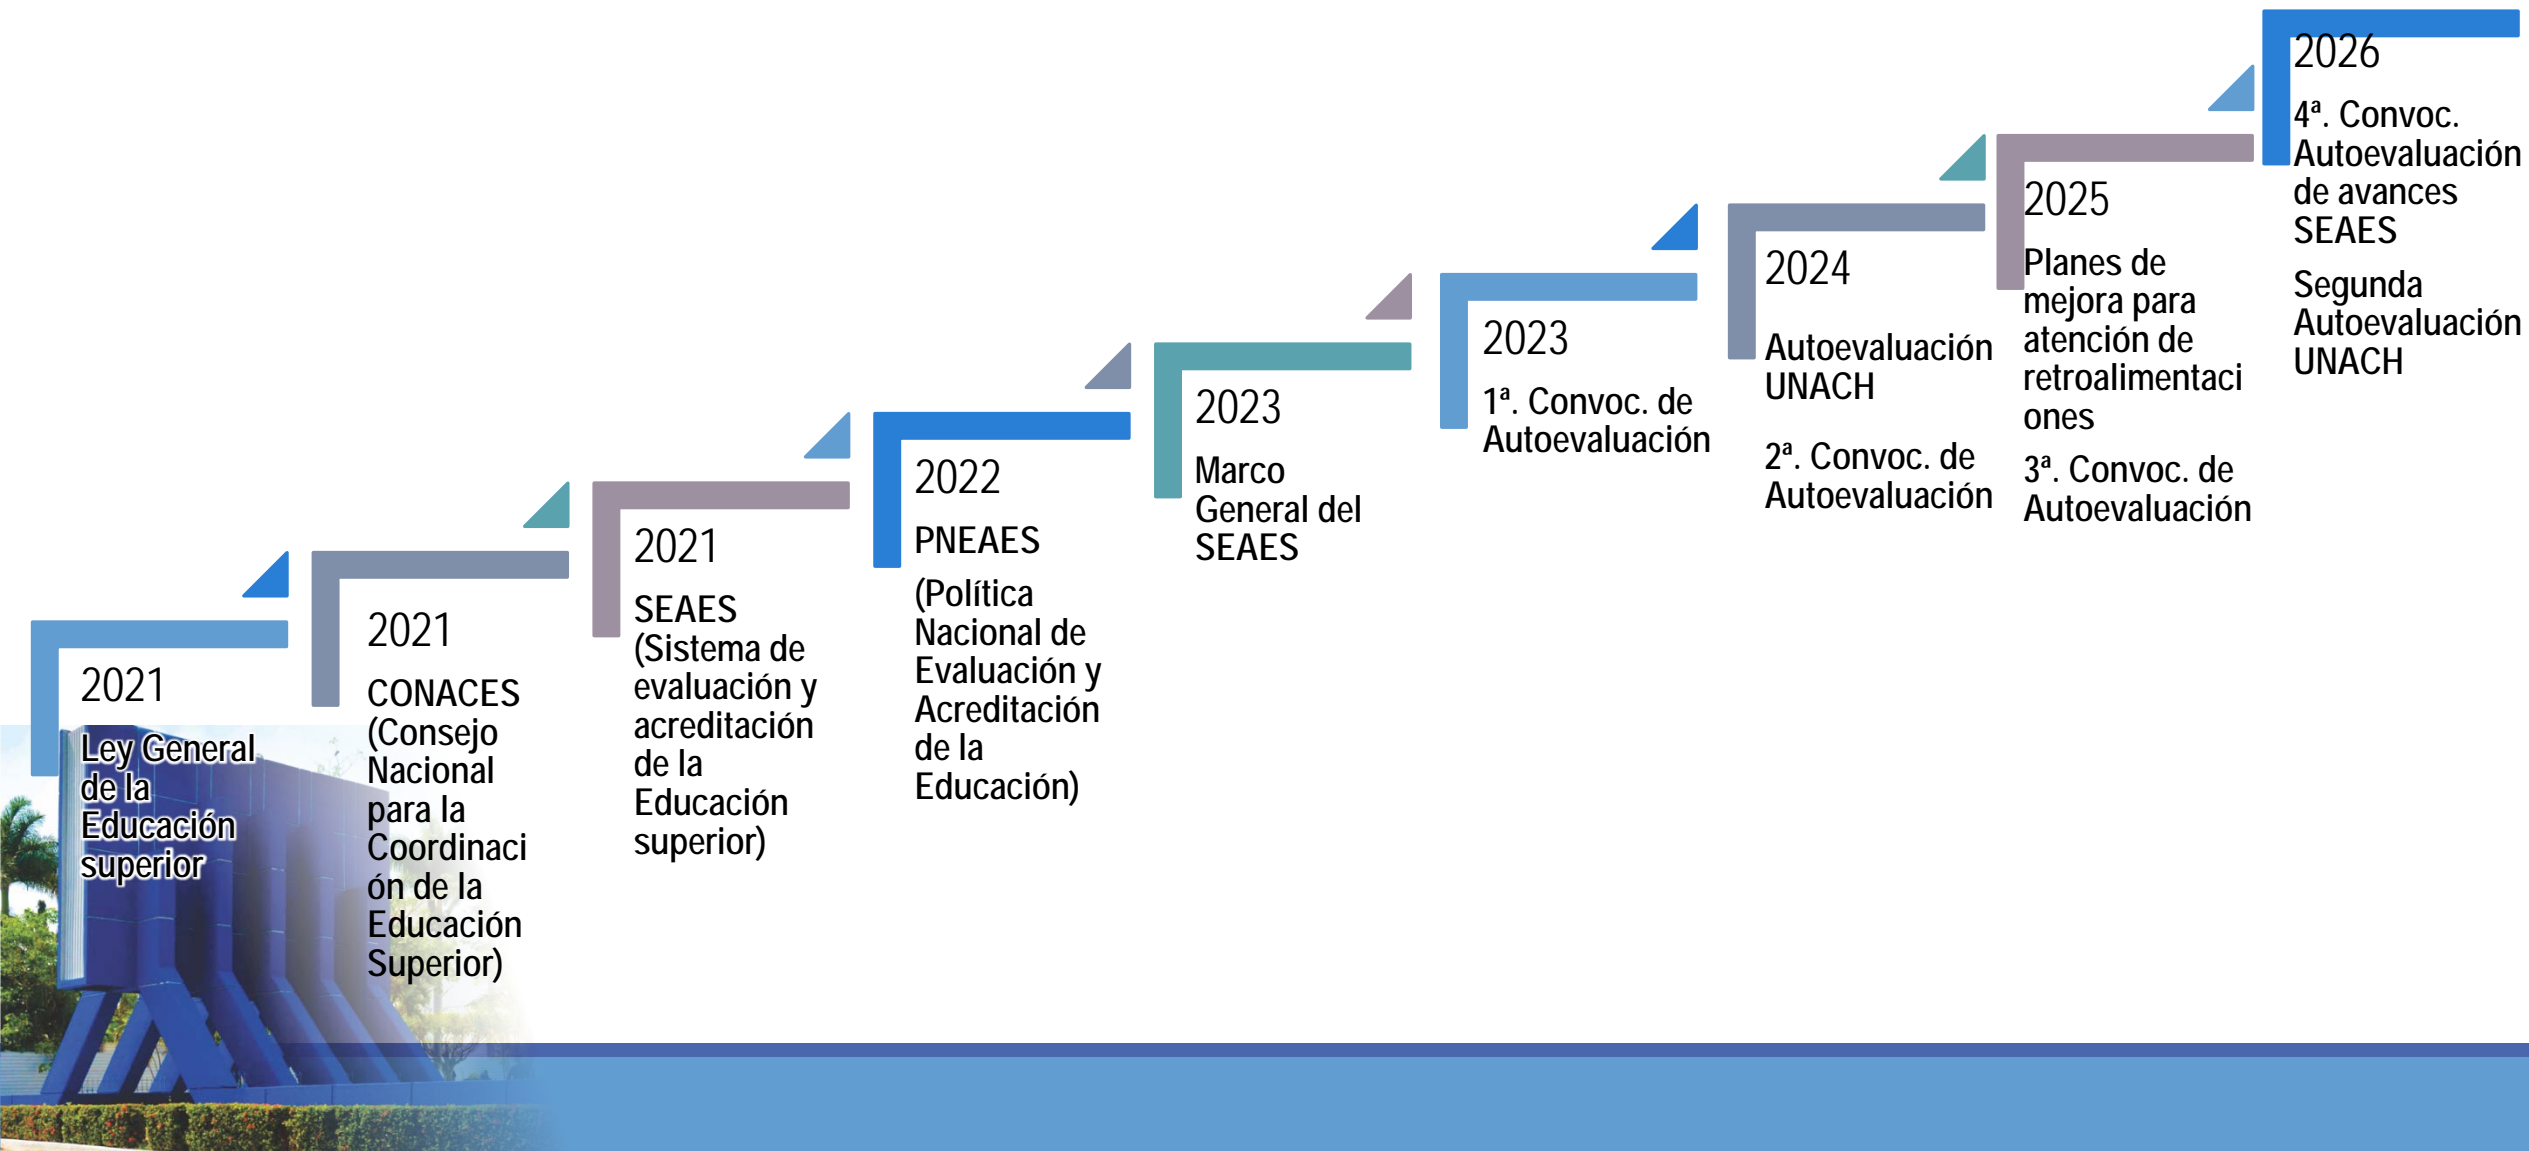 2021
Ley General
de la
Educación
superior
2021
CONACES
(Consejo
Nacional
para la
Coordinaci
ón de la
Educación
Superior)
2021
SEAES
(Sistema de
evaluación y
acreditación
de la
Educación
superior)
2022
PNEAES
(Política
Nacional de
Evaluación y
Acreditación
de la
Educación)
2023
Marco
General del
SEAES
2023
1ª. Convoc. de
Autoevaluación
2024
Autoevaluación
UNACH
2ª. Convoc. de
Autoevaluación
2025
Planes de
mejora para
atención de
retroalimentaci
ones
3ª. Convoc. de
Autoevaluación
2026
4ª. Convoc.
Autoevaluación
de avances
SEAES
Segunda
Autoevaluación
UNACH